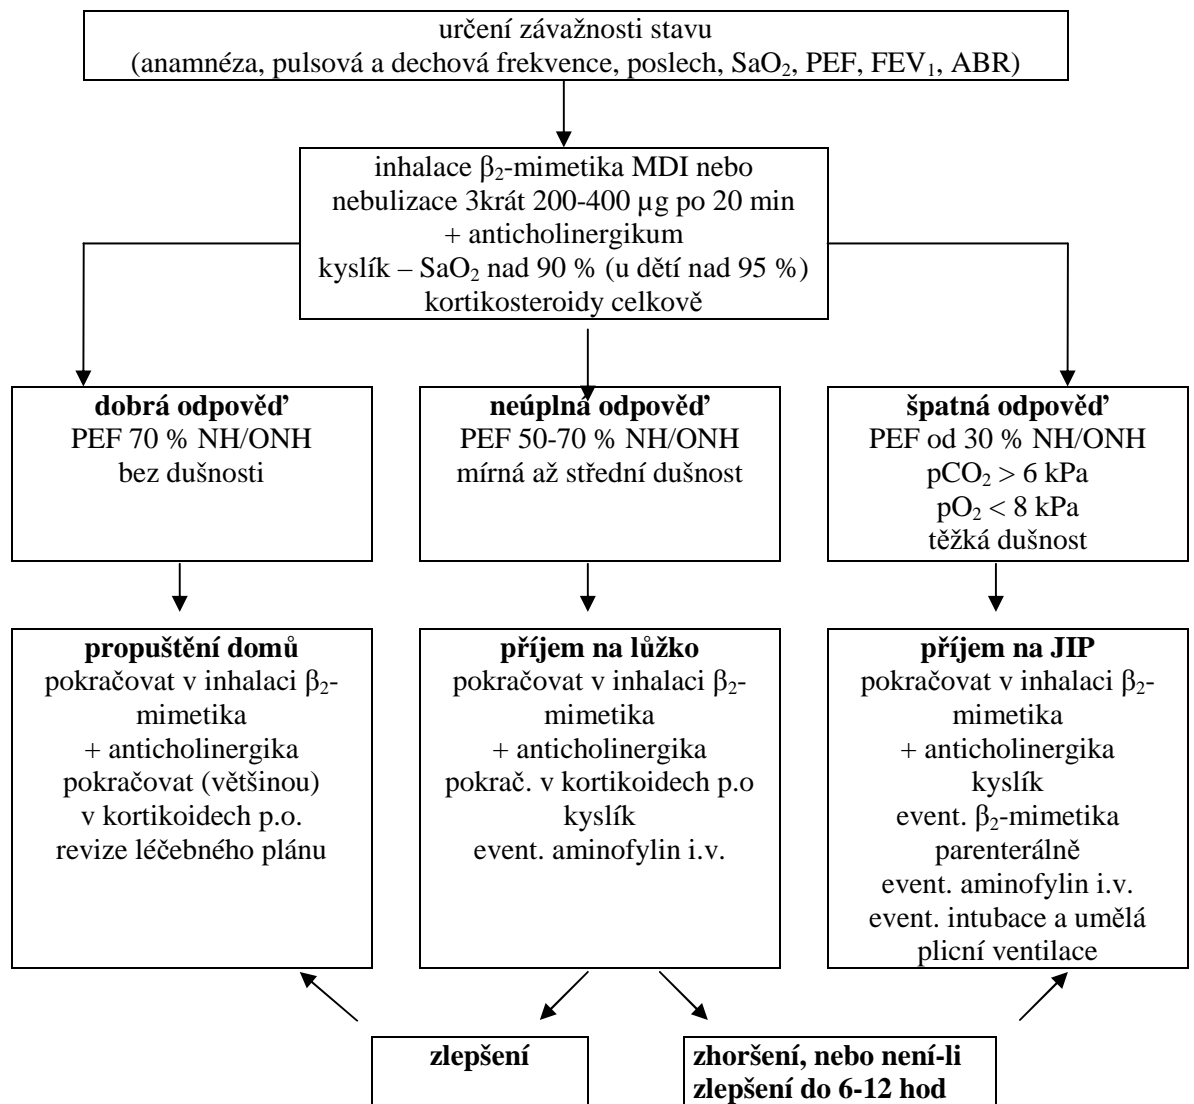 určení závažnosti stavu
(anamnéza, pulsová a dechová frekvence, poslech, SaO₂, PEF, FEV₁, ABR)
inhalace β₂-mimetika MDI nebo
nebulizace 3krát 200-400 µg po 20 min
+ anticholinergikum
kyslík – SaO₂ nad 90 % (u dětí nad 95 %)
kortikosteroidy celkově
dobrá odpověď
PEF 70 % NH/ONH
bez dušnosti
neúplná odpověď
PEF 50-70 % NH/ONH
mírná až střední dušnost
špatná odpověď
PEF od 30 % NH/ONH
pCO₂ > 6 kPa
pO₂ < 8 kPa
těžká dušnost
propuštění domů
pokračovat v inhalaci β₂-
mimetika
+ anticholinergika
pokračovat (většinou)
v kortikoidech p.o.
revize léčebného plánu
příjem na lůžko
pokračovat v inhalaci β₂-
mimetika
+ anticholinergika
pokrač. v kortikoidech p.o
kyslík
event. aminofylin i.v.
příjem na JIP
pokračovat v inhalaci β₂-
mimetika
+ anticholinergika
kyslík
event. β₂-mimetika
parenterálně
event. aminofylin i.v.
event. intubace a umělá
plicní ventilace
zlepšení
zhoršení, nebo není-li
zlepšení do 6-12 hod